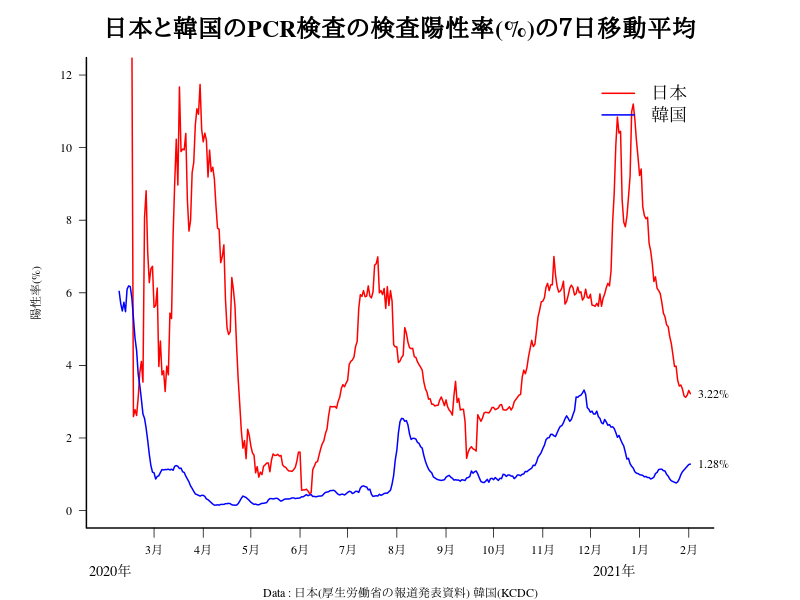 日本と韓国のPCR検査の検査陽性率(%)の7日移動平均
日本
韓国
陽性率(%)
12
10
8
6
4
2
0
3.22%
1.28%
3月 4月 5月 6月 7月 8月 9月 10月 11月 12月 1月 2月
2020年 2021年
Data : 日本(厚生労働省の報道発表資料) 韓国(KCDC)